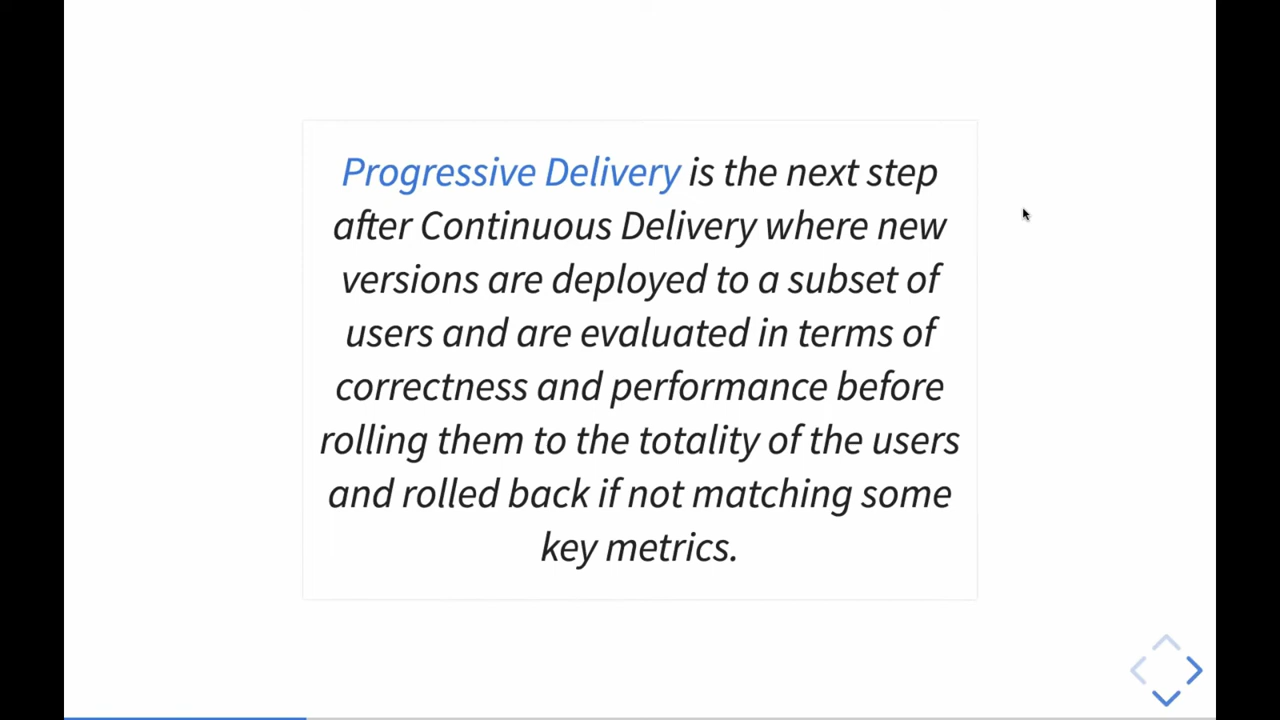 Progressive Delivery is the next step
after Continuous Delivery where new
versions are deployed to a subset of
users and are evaluated in terms of
correctness and performance before
rolling them to the totality of the users
and rolled back if not matching some
key metrics.